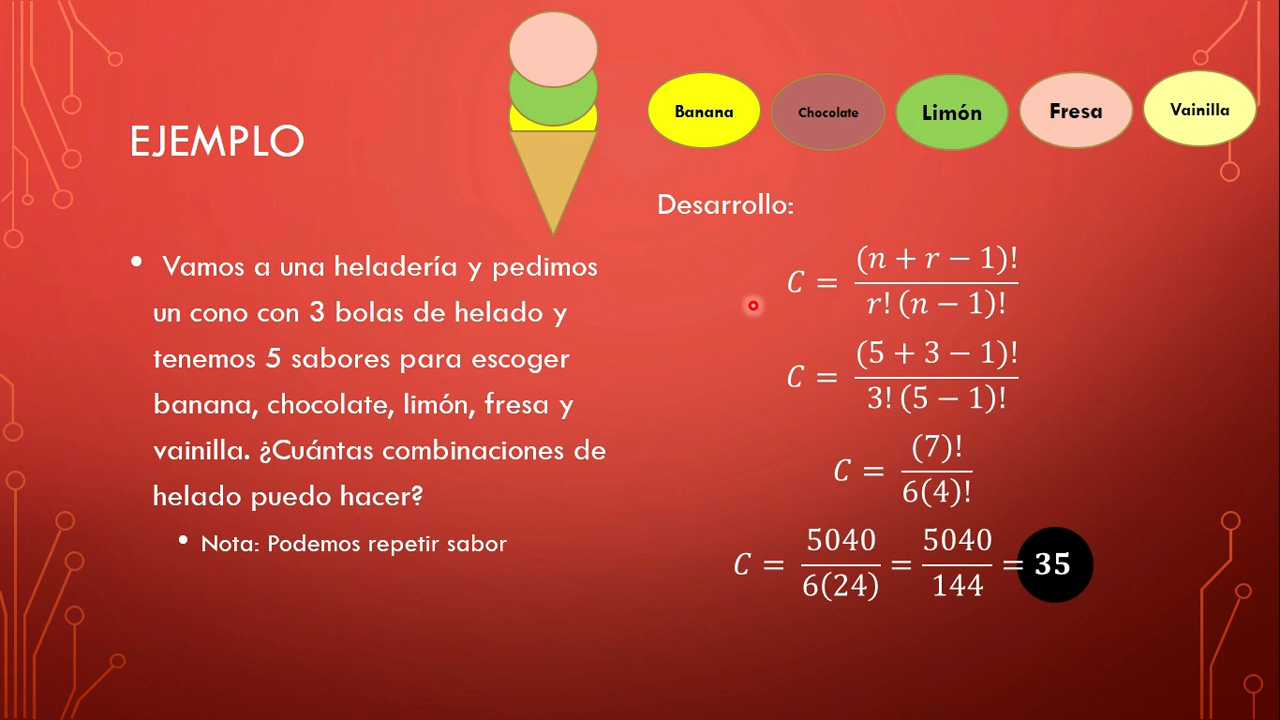 EJEMPLO
• Vamos a una heladería y pedimos
un cono con 3 bolas de helado y
tenemos 5 sabores para escoger
banana, chocolate, limón, fresa y
vainilla. ¿Cuántas combinaciones de
helado puedo hacer?
• Nota: Podemos repetir sabor
Banana Chocolate Limón Fresa Vainilla
Desarrollo:
C = (n + r − 1)! / r! (n − 1)!
C = (5 + 3 − 1)! / 3! (5 − 1)!
C = (7)! / 6(4)!
C = 5040 / 6(24) = 5040 / 144 = 35